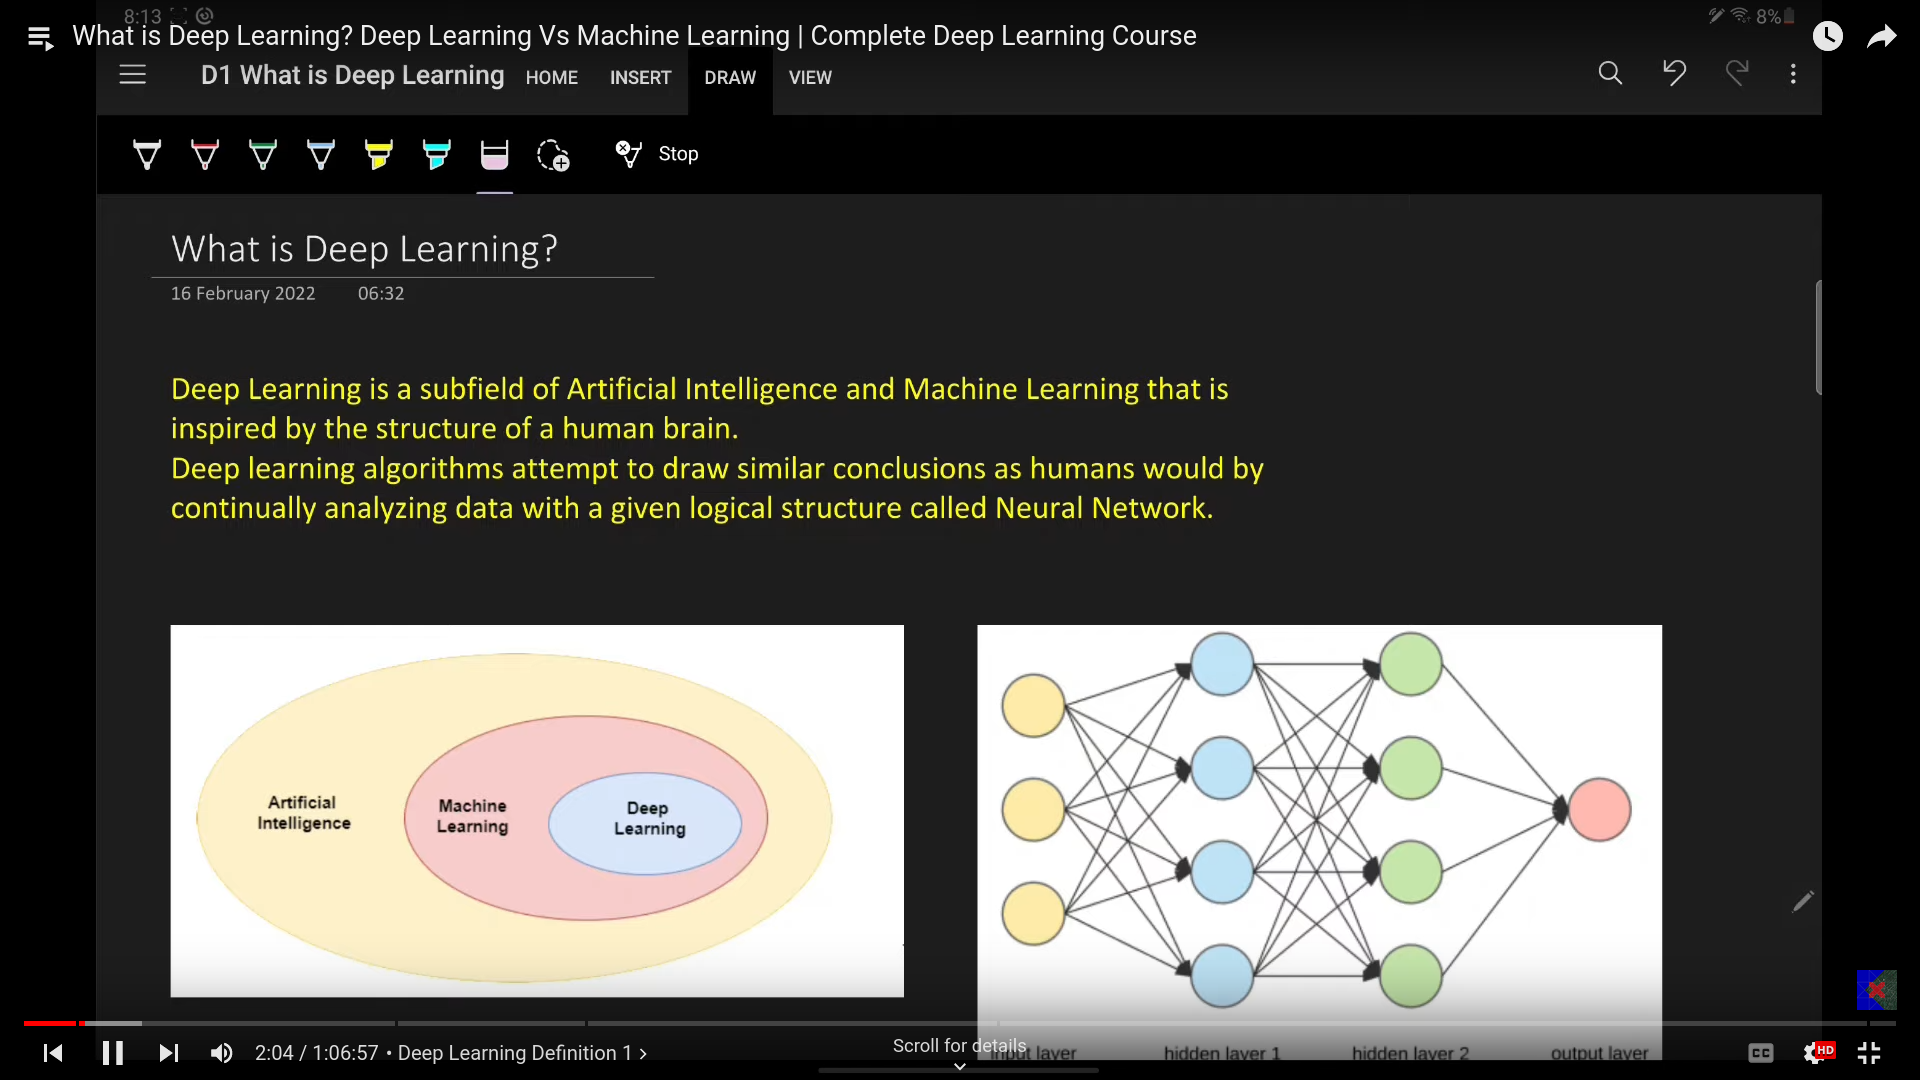 8:13
8%
What is Deep Learning? Deep Learning Vs Machine Learning | Complete Deep Learning Course
D1 What is Deep Learning HOME INSERT DRAW VIEW
Stop
What is Deep Learning?
16 February 2022 06:32
Deep Learning is a subfield of Artificial Intelligence and Machine Learning that is
inspired by the structure of a human brain.
Deep learning algorithms attempt to draw similar conclusions as humans would by
continually analyzing data with a given logical structure called Neural Network.
Artificial
Intelligence
Machine
Learning
Deep
Learning
input layer hidden layer 1 hidden layer 2 output layer
2:04 / 1:06:57 • Deep Learning Definition 1 ›
Scroll for details
CC
HD